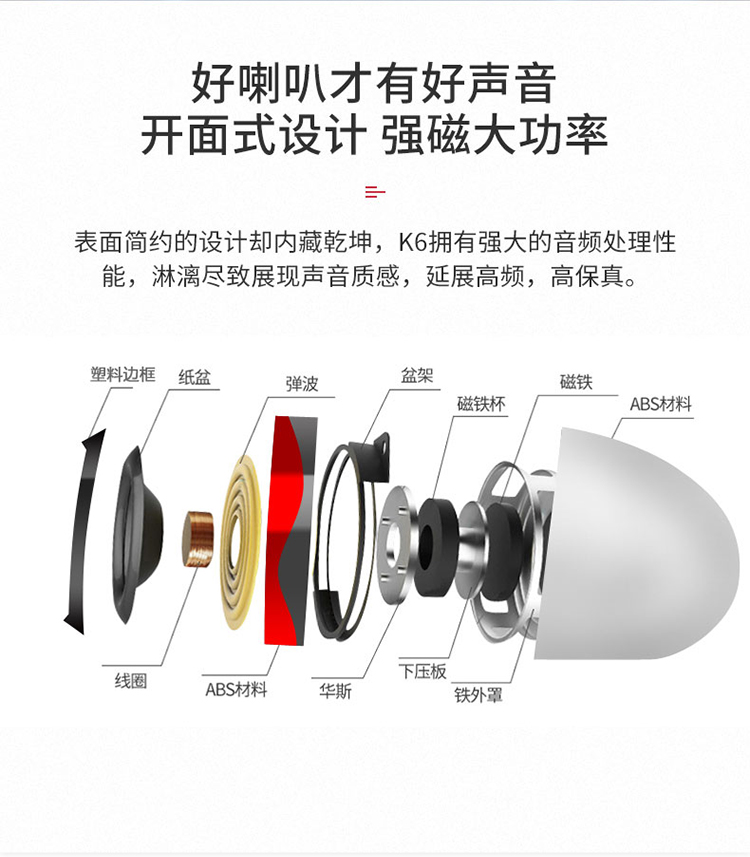 好喇叭才有好声音
开面式设计 强磁大功率
表面简约的设计却内藏乾坤，K6拥有强大的音频处理性
能，淋漓尽致展现声音质感，延展高频，高保真。
塑料边框
纸盆
弹波
盆架
磁铁杯
磁铁
ABS材料
线圈
ABS材料
华斯
下压板
铁外罩